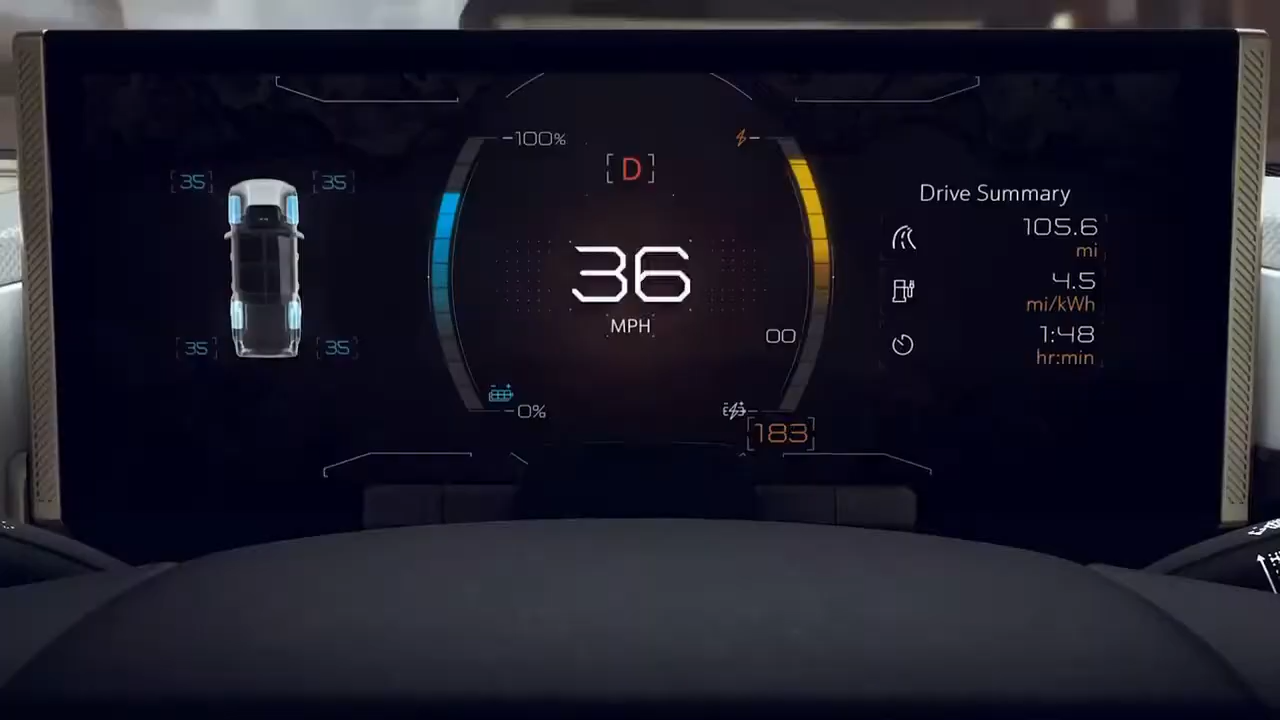 35 35
35 35
100%
D
36
MPH
00
0%
183
Drive Summary
105.6
mi
4.5
mi/kWh
1:48
hr:min